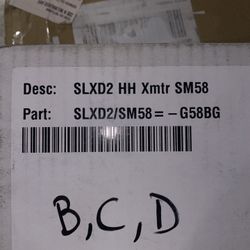 Desc: SLXD2 HH Xmtr SM58
Part: SLXD2/SM58=-G58BG
B, C, D